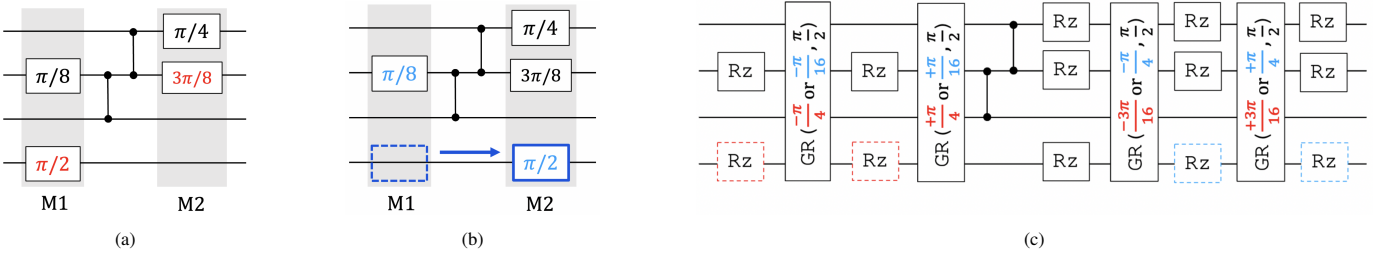 π/4
π/8
3π/8
π/2
M1
M2
(a)
π/4
π/8
3π/8
π/2
M1
M2
(b)
Rz
Rz
Rz
Rz
Rz
Rz
Rz
Rz
Rz
Rz
Rz
Rz
Rz
Rz
GR(-π/4 or -π/16, π/2)
GR(+π/4 or +π/16, π/2)
GR(-3π/16 or -π/4, π/2)
GR(+3π/16 or +π/4, π/2)
(c)